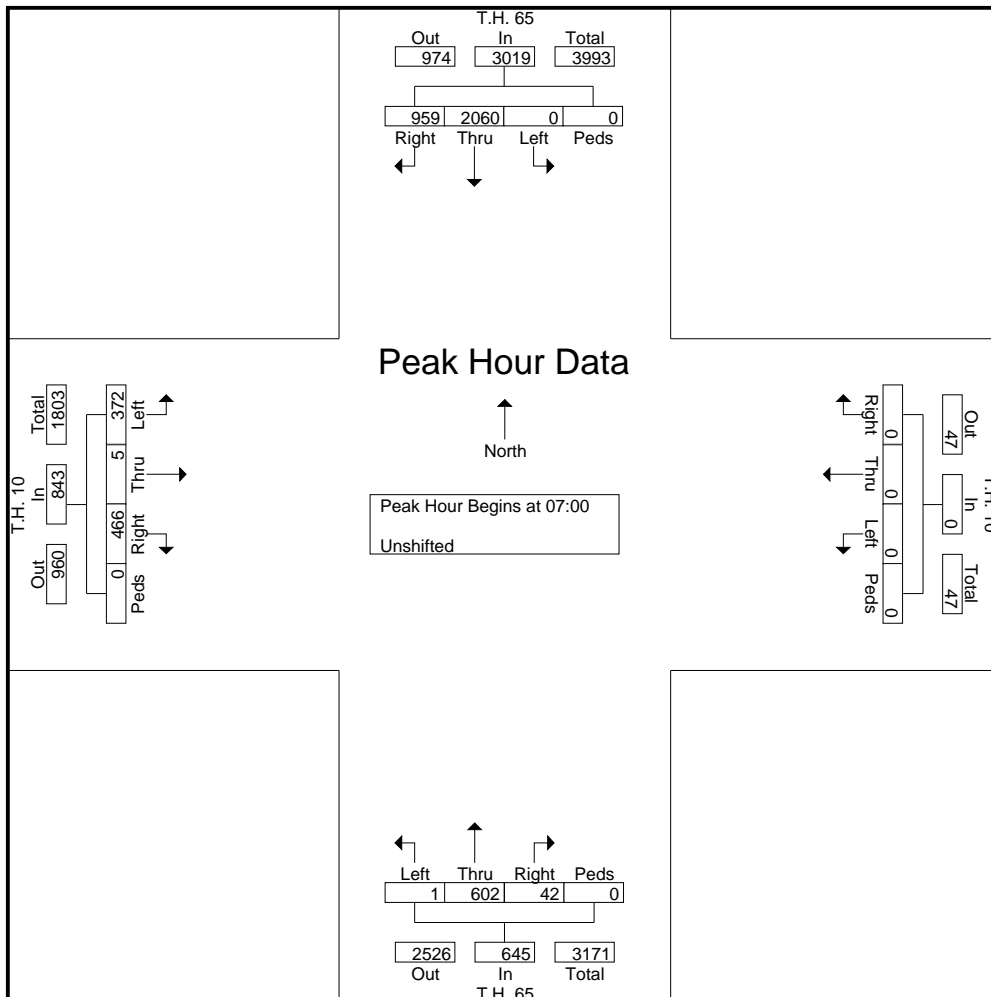 T.H. 65
Out In Total
974 3019 3993
959 2060 0 0
Right Thru Left Peds
Peak Hour Data
North
Peak Hour Begins at 07:00
Unshifted
T.H. 10
Total In Out
1803 843 960
372 5 466 0
Left Thru Right Peds
Right Thru Left Peds
0 0 0 0
Out In Total
47 0 47
T.H. 10
Left Thru Right Peds
1 602 42 0
2526 645 3171
Out In Total
T.H. 65